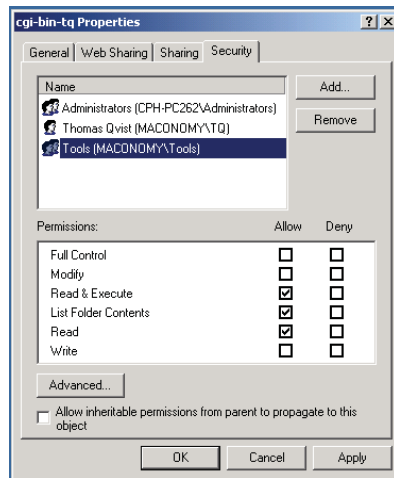 cgi-bin-tq Properties
General Web Sharing Sharing Security
Name
Add...
Administrators (CPH-PC262\Administrators)
Remove
Thomas Qvist (MACONOMY\TQ)
Tools (MACONOMY\Tools)
Permissions: Allow Deny
Full Control
Modify
Read & Execute
List Folder Contents
Read
Write
Advanced...
Allow inheritable permissions from parent to propagate to this
object
OK Cancel Apply